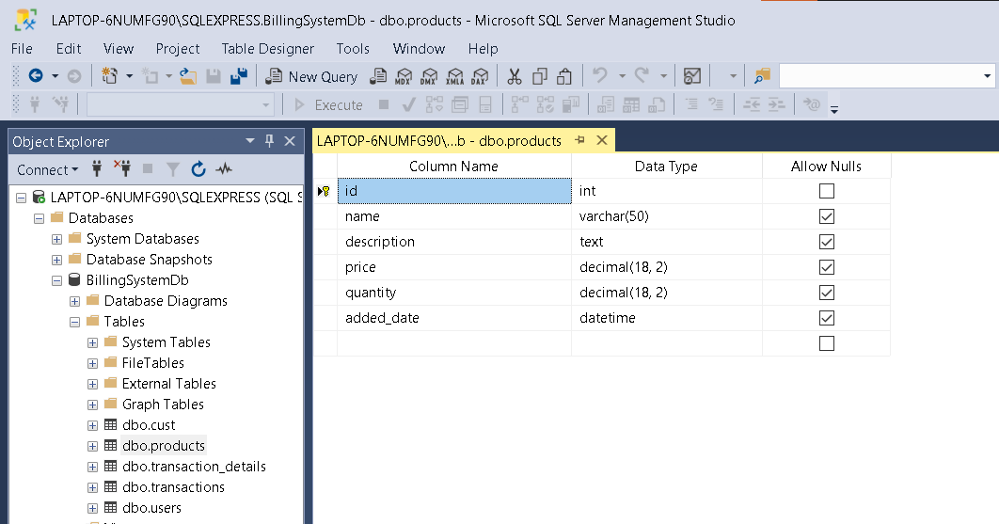 LAPTOP-6NUMFG90\SQLEXPRESS.BillingSystemDb - dbo.products - Microsoft SQL Server Management Studio
File Edit View Project Table Designer Tools Window Help
New Query MDX DMX XMLA DAX
Execute
Object Explorer
Connect
LAPTOP-6NUMFG90\SQLEXPRESS (SQL S
Databases
System Databases
Database Snapshots
BillingSystemDb
Database Diagrams
Tables
System Tables
FileTables
External Tables
Graph Tables
dbo.cust
dbo.products
dbo.transaction_details
dbo.transactions
dbo.users
LAPTOP-6NUMFG90\...b - dbo.products
Column Name Data Type Allow Nulls
id int
name varchar(50)
description text
price decimal(18, 2)
quantity decimal(18, 2)
added_date datetime